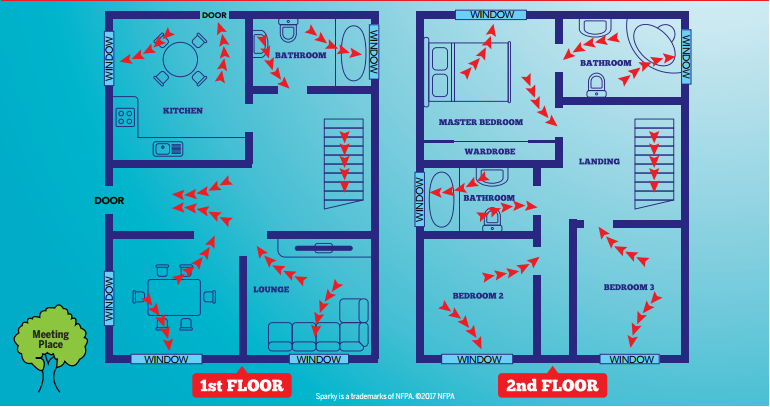 DOOR
WINDOW
WINDOW
BATHROOM
KITCHEN
DOOR
WINDOW
LOUNGE
WINDOW
WINDOW
Meeting
Place
1st FLOOR
WINDOW
WINDOW
BATHROOM
MASTER BEDROOM
WARDROBE
LANDING
WINDOW
BATHROOM
BEDROOM 2
BEDROOM 3
WINDOW
WINDOW
2nd FLOOR
Sparky is a trademarks of NFPA. ©2017 NFPA